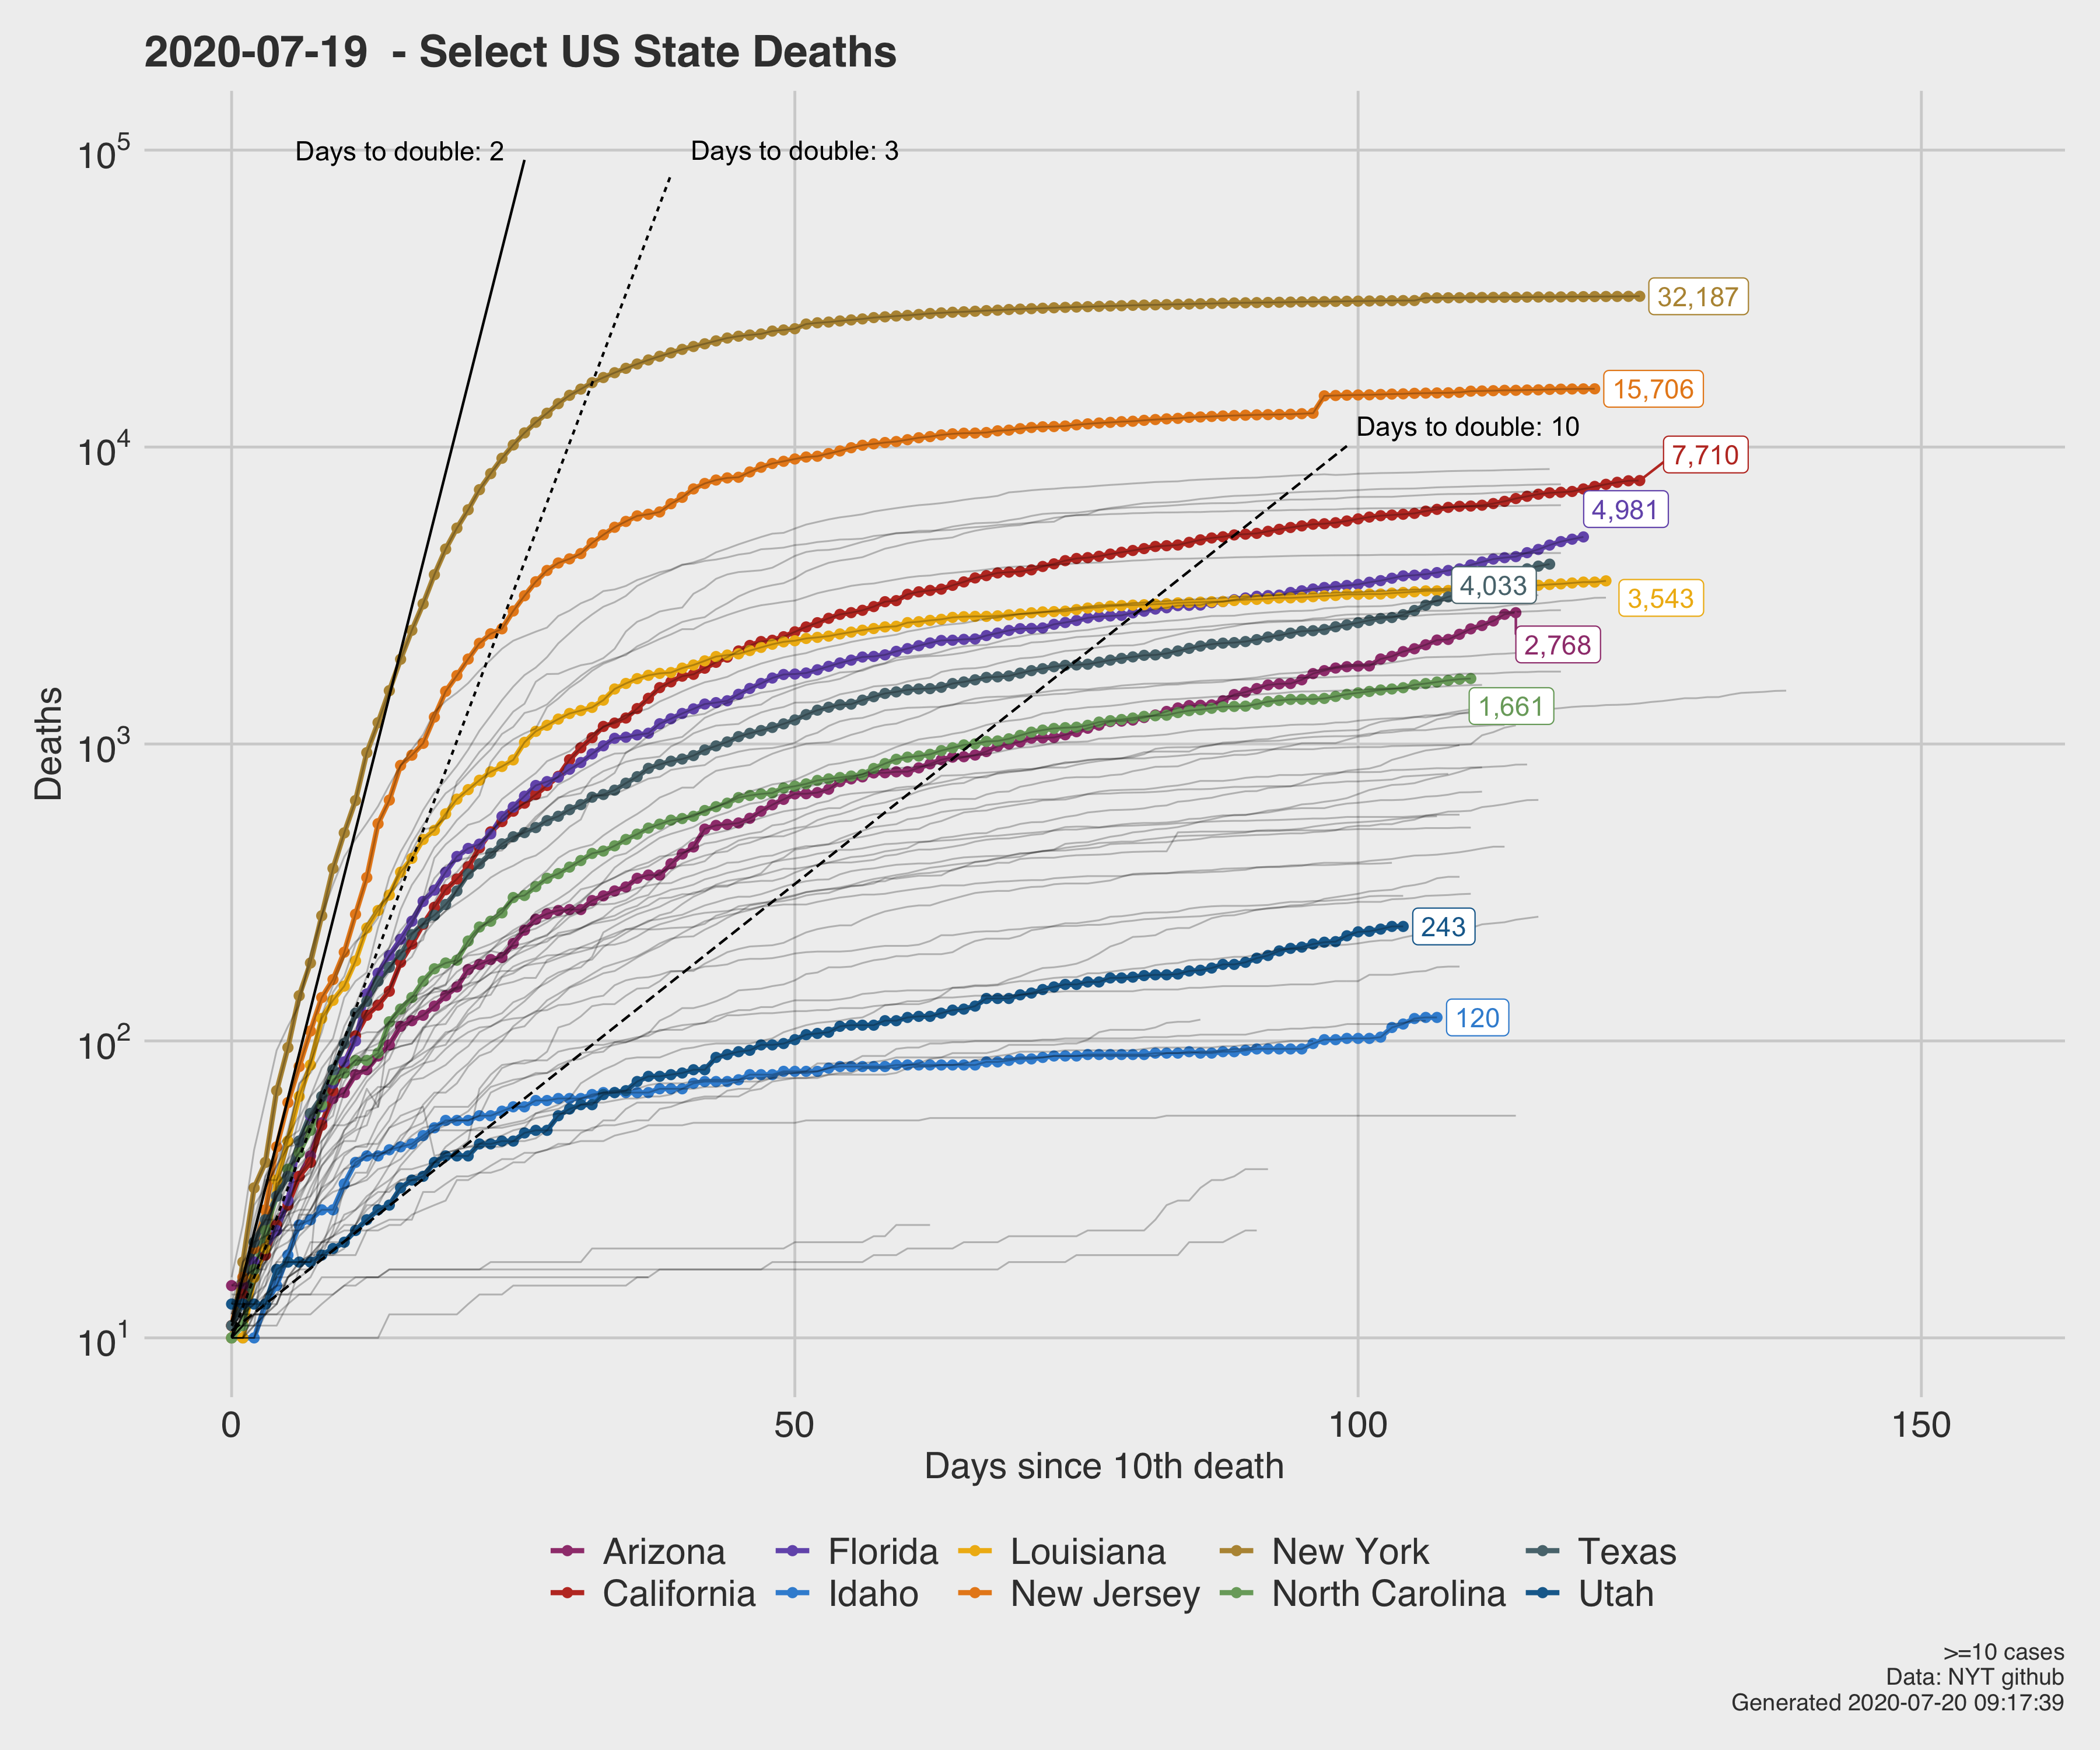 2020-07-19  - Select US State Deaths
Days to double: 2
Days to double: 3
Days to double: 10
10^5
10^4
10^3
10^2
10^1
Deaths
32,187
15,706
7,710
4,981
4,033
3,543
2,768
1,661
243
120
0 50 100 150
Days since 10th death
Arizona Florida Louisiana New York Texas
California Idaho New Jersey North Carolina Utah
>=10 cases
Data: NYT github
Generated 2020-07-20 09:17:39